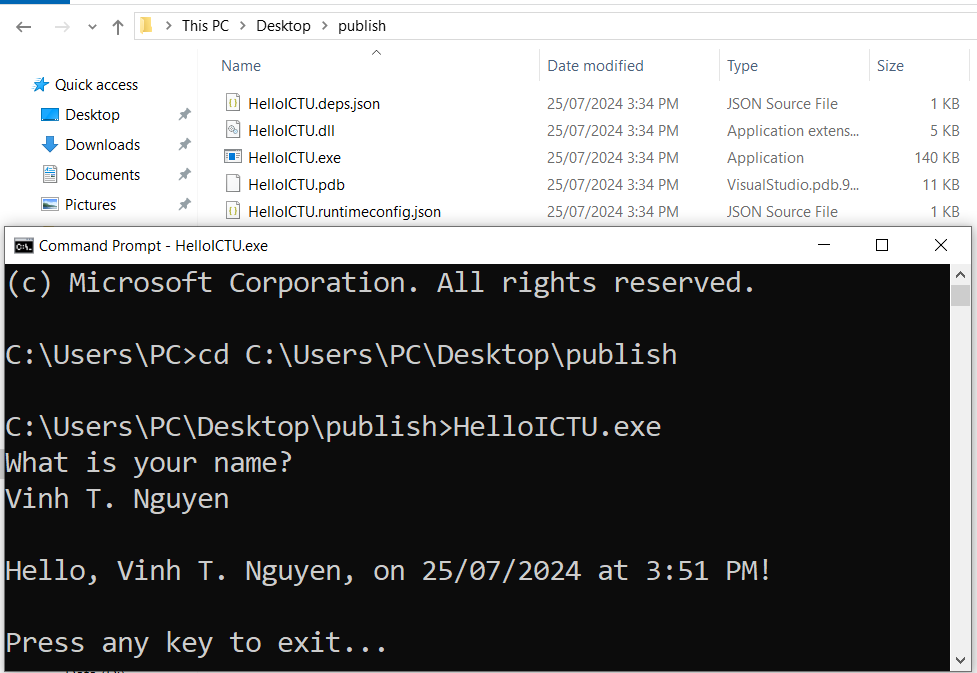 This PC > Desktop > publish
Name Date modified Type Size
Quick access
Desktop
Downloads
Documents
Pictures
HelloICTU.deps.json 25/07/2024 3:34 PM JSON Source File 1 KB
HelloICTU.dll 25/07/2024 3:34 PM Application extens... 5 KB
HelloICTU.exe 25/07/2024 3:34 PM Application 140 KB
HelloICTU.pdb 25/07/2024 3:34 PM VisualStudio.pdb.9... 11 KB
HelloICTU.runtimeconfig.json 25/07/2024 3:34 PM JSON Source File 1 KB
Command Prompt - HelloICTU.exe
(c) Microsoft Corporation. All rights reserved.
C:\Users\PC>cd C:\Users\PC\Desktop\publish
C:\Users\PC\Desktop\publish>HelloICTU.exe
What is your name?
Vinh T. Nguyen
Hello, Vinh T. Nguyen, on 25/07/2024 at 3:51 PM!
Press any key to exit...